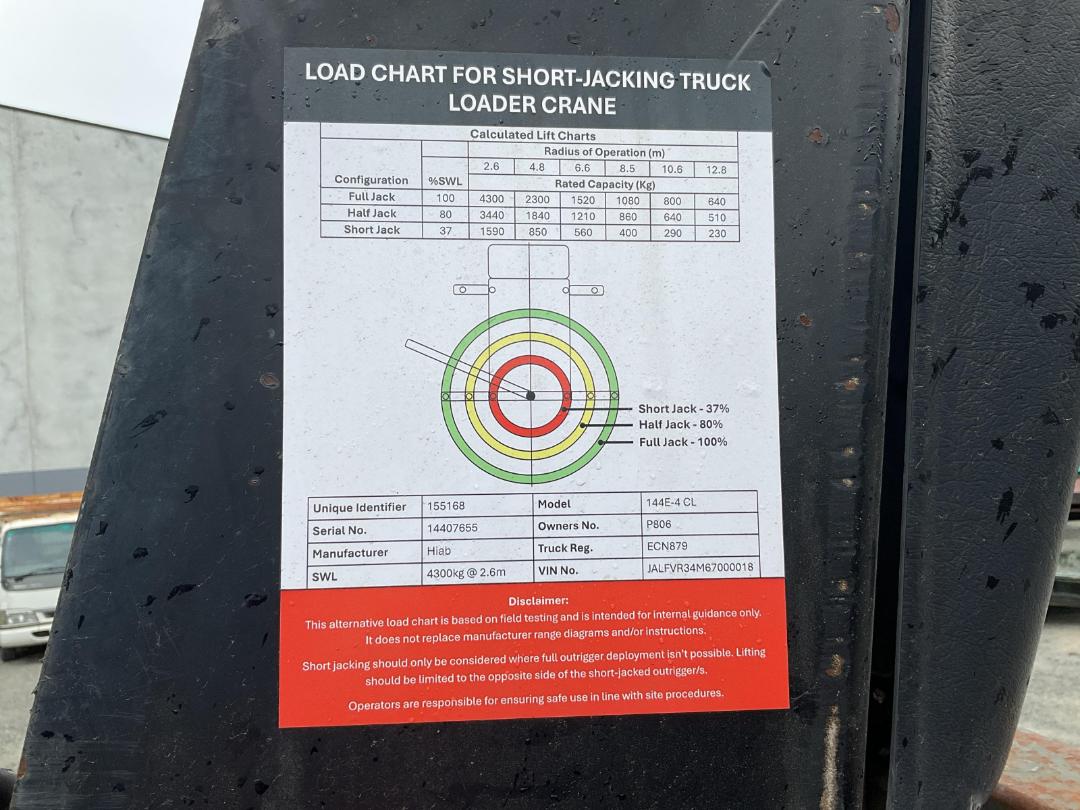 LOAD CHART FOR SHORT-JACKING TRUCK
LOADER CRANE
Calculated Lift Charts
Radius of Operation (m)
2.6 4.8 6.6 8.5 10.6 12.8
Configuration %SWL Rated Capacity (Kg)
Full Jack 100 4300 2300 1520 1080 800 640
Half Jack 80 3440 1840 1210 860 640 510
Short Jack 37 1590 850 560 400 290 230
Short Jack - 37%
Half Jack - 80%
Full Jack - 100%
Unique Identifier 155168 Model 144E-4 CL
Serial No. 14407655 Owners No. P806
Manufacturer Hiab Truck Reg. ECN879
SWL 4300kg @ 2.6m VIN No. JALFVR34M67000018
Disclaimer:
This alternative load chart is based on field testing and is intended for internal guidance only.
It does not replace manufacturer range diagrams and/or instructions.
Short jacking should only be considered where full outrigger deployment isn't possible. Lifting
should be limited to the opposite side of the short-jacked outrigger/s.
Operators are responsible for ensuring safe use in line with site procedures.